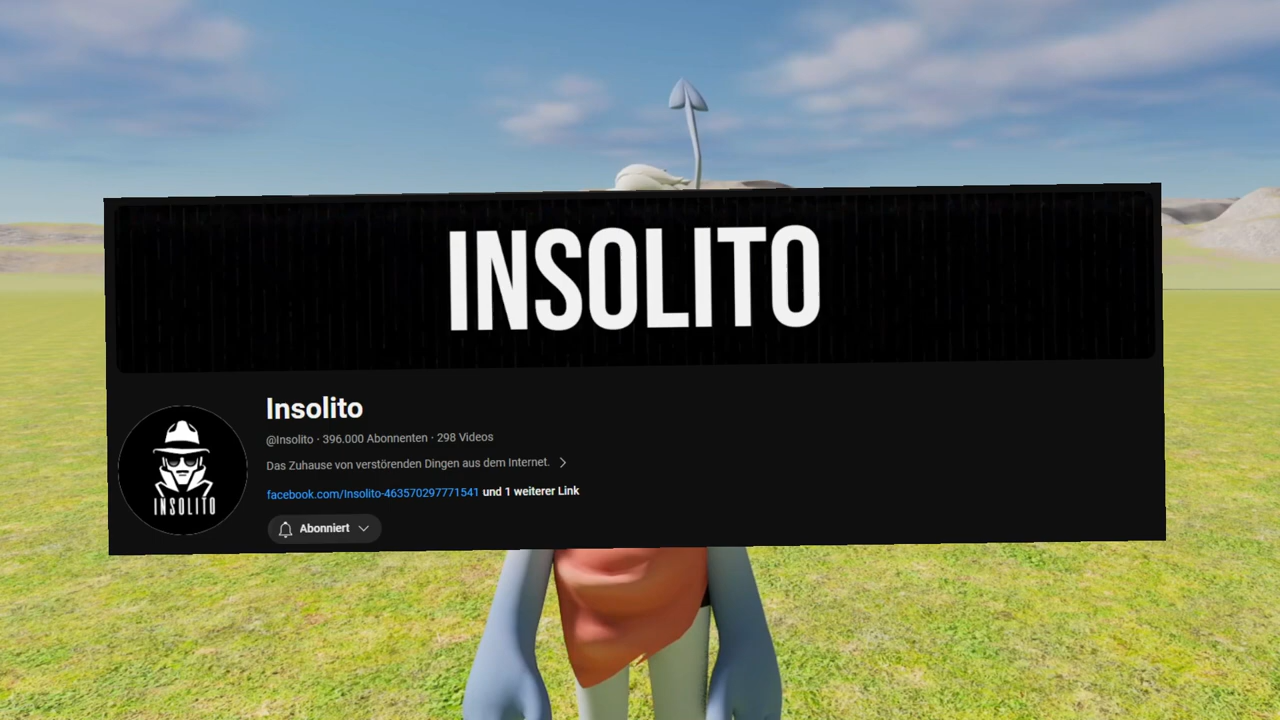 INSOLITO
Insolito
@Insolito · 396.000 Abonnenten · 298 Videos
Das Zuhause von verstörenden Dingen aus dem Internet.
facebook.com/Insolito-463570297771541 und 1 weiterer Link
INSOLITO
Abonniert